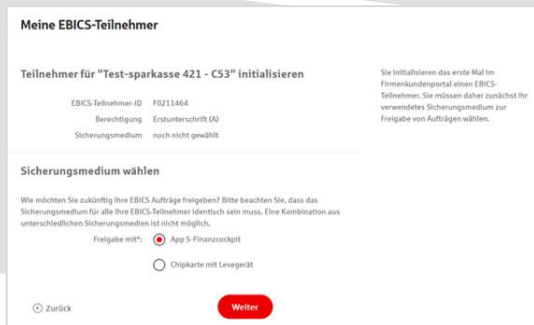 Meine EBICS-Teilnehmer
Teilnehmer für "Test-sparkasse 421 - C53" initialisieren
EBICS-Teilnehmer-ID F0211464
Berechtigung Erstunterschrift (A)
Sicherungsmedium noch nicht gewählt
Sie initialisieren das erste Mal im
Firmenkundenportal einen EBICS-
Teilnehmer. Sie müssen daher zunächst Ihr
verwendetes Sicherungsmedium zur
Freigabe von Aufträgen wählen.
Sicherungsmedium wählen
Wie möchten Sie zukünftig Ihre EBICS Aufträge freigeben? Bitte beachten Sie, dass das
Sicherungsmedium für alle Ihre EBICS-Teilnehmer identisch sein muss. Eine Kombination aus
unterschiedlichen Sicherungsmedien ist nicht möglich.
Freigabe mit*: App S-Finanzcockpit
Chipkarte mit Lesegerät
Zurück
Weiter